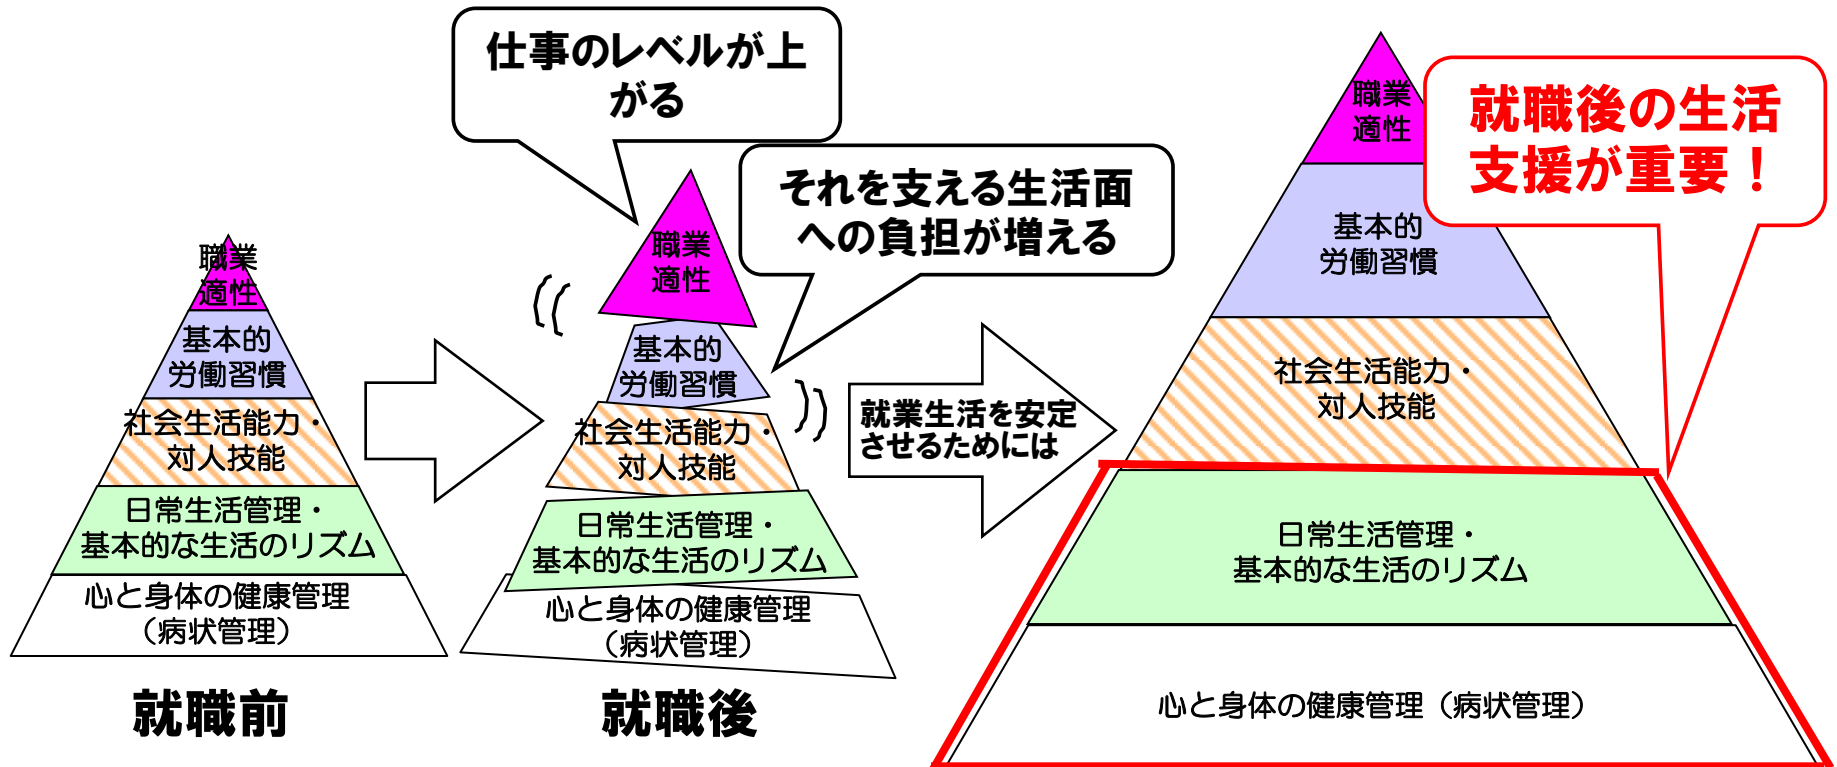 仕事のレベルが上
がる
それを支える生活面
への負担が増える
就職後の生活
支援が重要！
職業
適性
基本的
労働習慣
社会生活能力・
対人技能
日常生活管理・
基本的な生活のリズム
心と身体の健康管理
（病状管理）
就職前
職業
適性
基本的
労働習慣
社会生活能力・
対人技能
日常生活管理・
基本的な生活のリズム
心と身体の健康管理
（病状管理）
就職後
就業生活を安定
させるためには
職業
適性
基本的
労働習慣
社会生活能力・
対人技能
日常生活管理・
基本的な生活のリズム
心と身体の健康管理（病状管理）